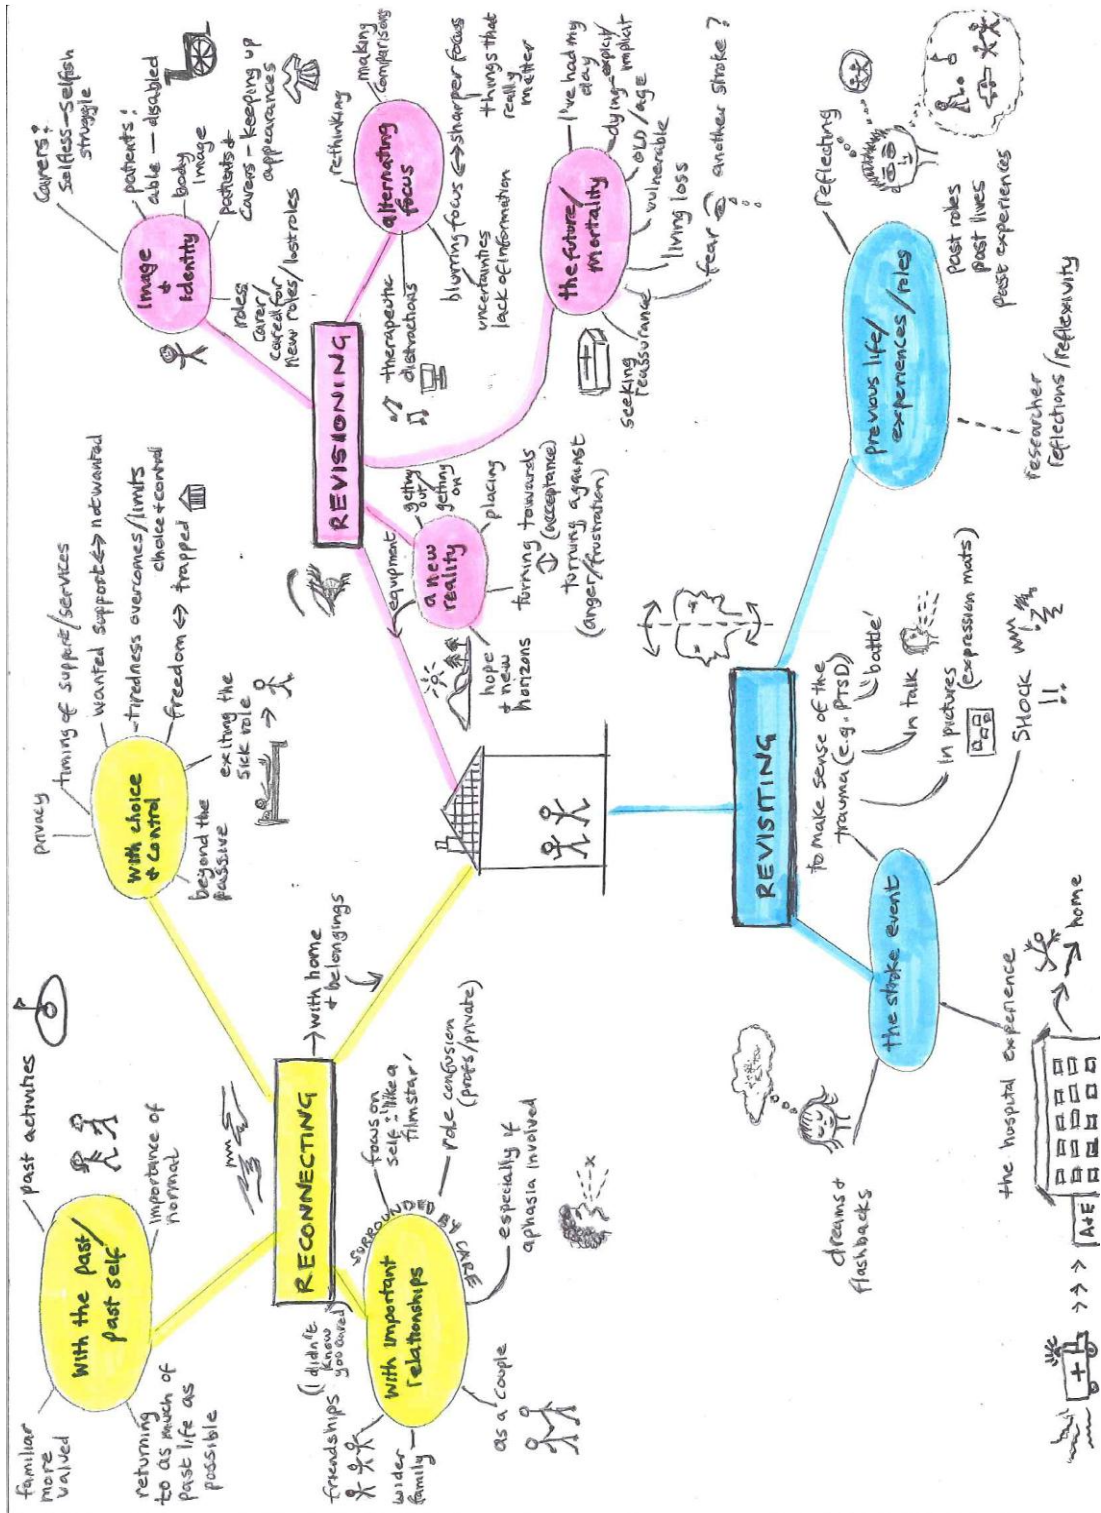 familiar
more
valued
past activities
with the past/
past self
returning
to as much of
past life as
possible
importance of
normal
privacy
timing of support/services
wanted support <-> not wanted
tiredness overcomes/limits
choice + control
freedom <-> trapped
with choice
+ control
beyond the
passive
exiting the
sick role
RECONNECTING
→ with home
+ belongings
friendships
(I didn't
know
you cared)
wider
family
with important
relationships
SURROUNDED BY CARE
focus on
self = 'like a
filmstar'
role confusion
(profs/private)
especially if
aphasia involved
as a couple
carers:
selfless – selfish
struggle
patients:
able – disabled
body
image
patients +
carers – keeping up
appearances
image
+
identity
roles
carer/
cared for
new roles/lost roles
REVISIONING
rethinking
making
comparisons
alternating
focus
therapeutic
distractions
blurring focus <-> sharper focus
things that
really
matter
uncertainties
lack of information
the future/
mortality
I've had my
day
dying explicit/
implicit
OLD/AGE
vulnerable
living loss
fear
another stroke?
seeking
reassurance
equipment
getting
out/
getting
on
a new
reality
placing
turning towards
(acceptance)
turning against
(anger/frustration)
hope
+ new
horizons
REVISITING
to make sense of the
trauma (e.g. PTSD)
'battle'
in talk
in pictures
(expression mats)
SHOCK
!!
the stroke event
dreams +
flashbacks
the hospital experience
A+E
home
previous life/
experiences/roles
reflecting
past roles
past lives
past experiences
researcher
reflections/reflexivity